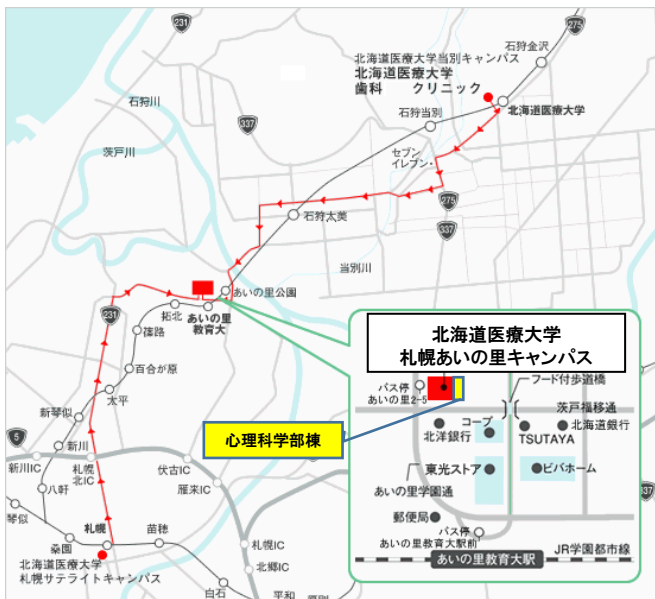 231
275
石狩金沢
北海道医療大学当別キャンパス
北海道医療大学
歯科 クリニック
石狩川
北海道医療大学
石狩当別
337
茨戸川
セブン
イレブン
275
石狩太美
337
当別川
あいの里公園
拓北
あいの里
教育大
231
篠路
百合が原
太平
新琴似
5
新川
新川IC
札幌
北IC
伏古IC
雁来IC
八軒
琴似
札幌
苗穂
桑園
札幌IC
北郷IC
北海道医療大学
札幌サテライトキャンパス
白石
平和
北海道医療大学
札幌あいの里キャンパス
バス停
あいの里2-5
フード付歩道橋
茨戸福移通
心理科学部棟
北洋銀行
コープ
TSUTAYA
北海道銀行
東光ストア
ビバホーム
あいの里学園通
郵便局
バス停
あいの里教育大駅前
337
あいの里教育大駅
JR学園都市線